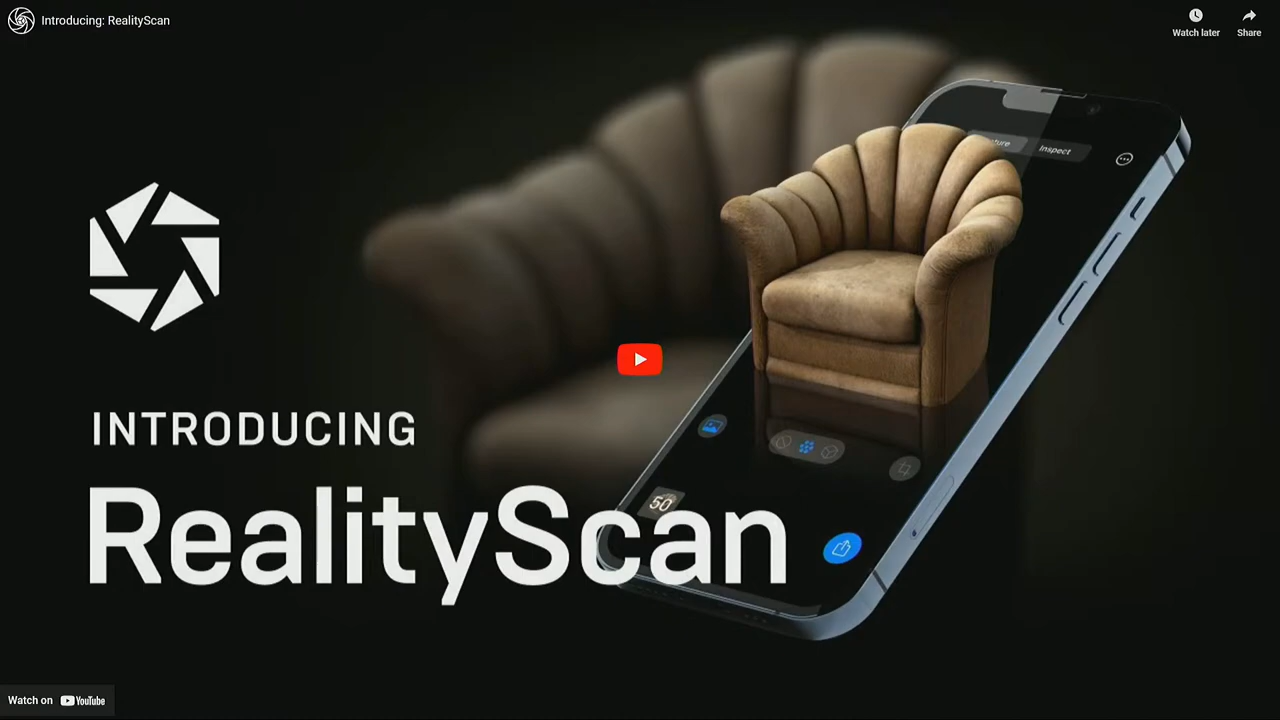 Introducing: RealityScan
Watch later
Share
Inspect
INTRODUCING
RealityScan
50
Watch on YouTube